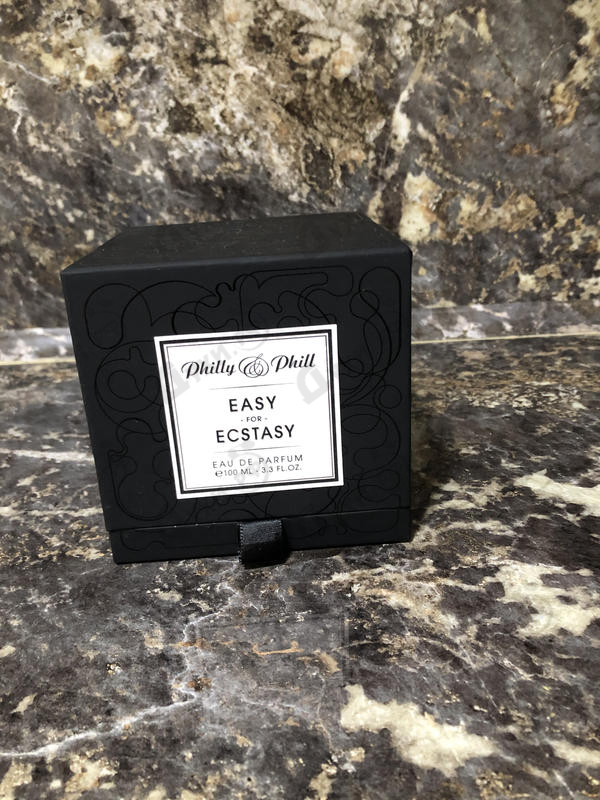 Philly & Phill
EASY
- FOR -
ECSTASY
EAU DE PARFUM
℮100 ML - 3,3 FL.OZ.